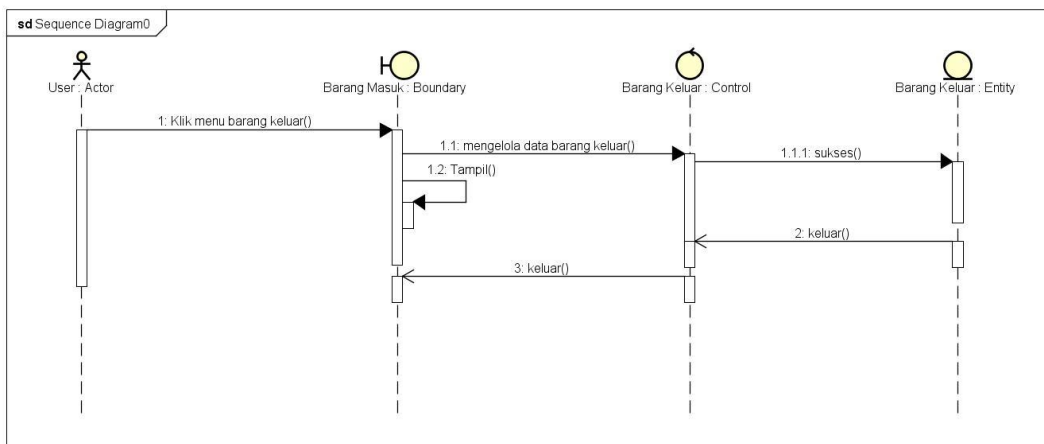 sd Sequence Diagram0
User : Actor
Barang Masuk : Boundary
Barang Keluar : Control
Barang Keluar : Entity
1: Klik menu barang keluar()
1.1: mengelola data barang keluar()
1.1.1: sukses()
1.2: Tampil()
2: keluar()
3: keluar()